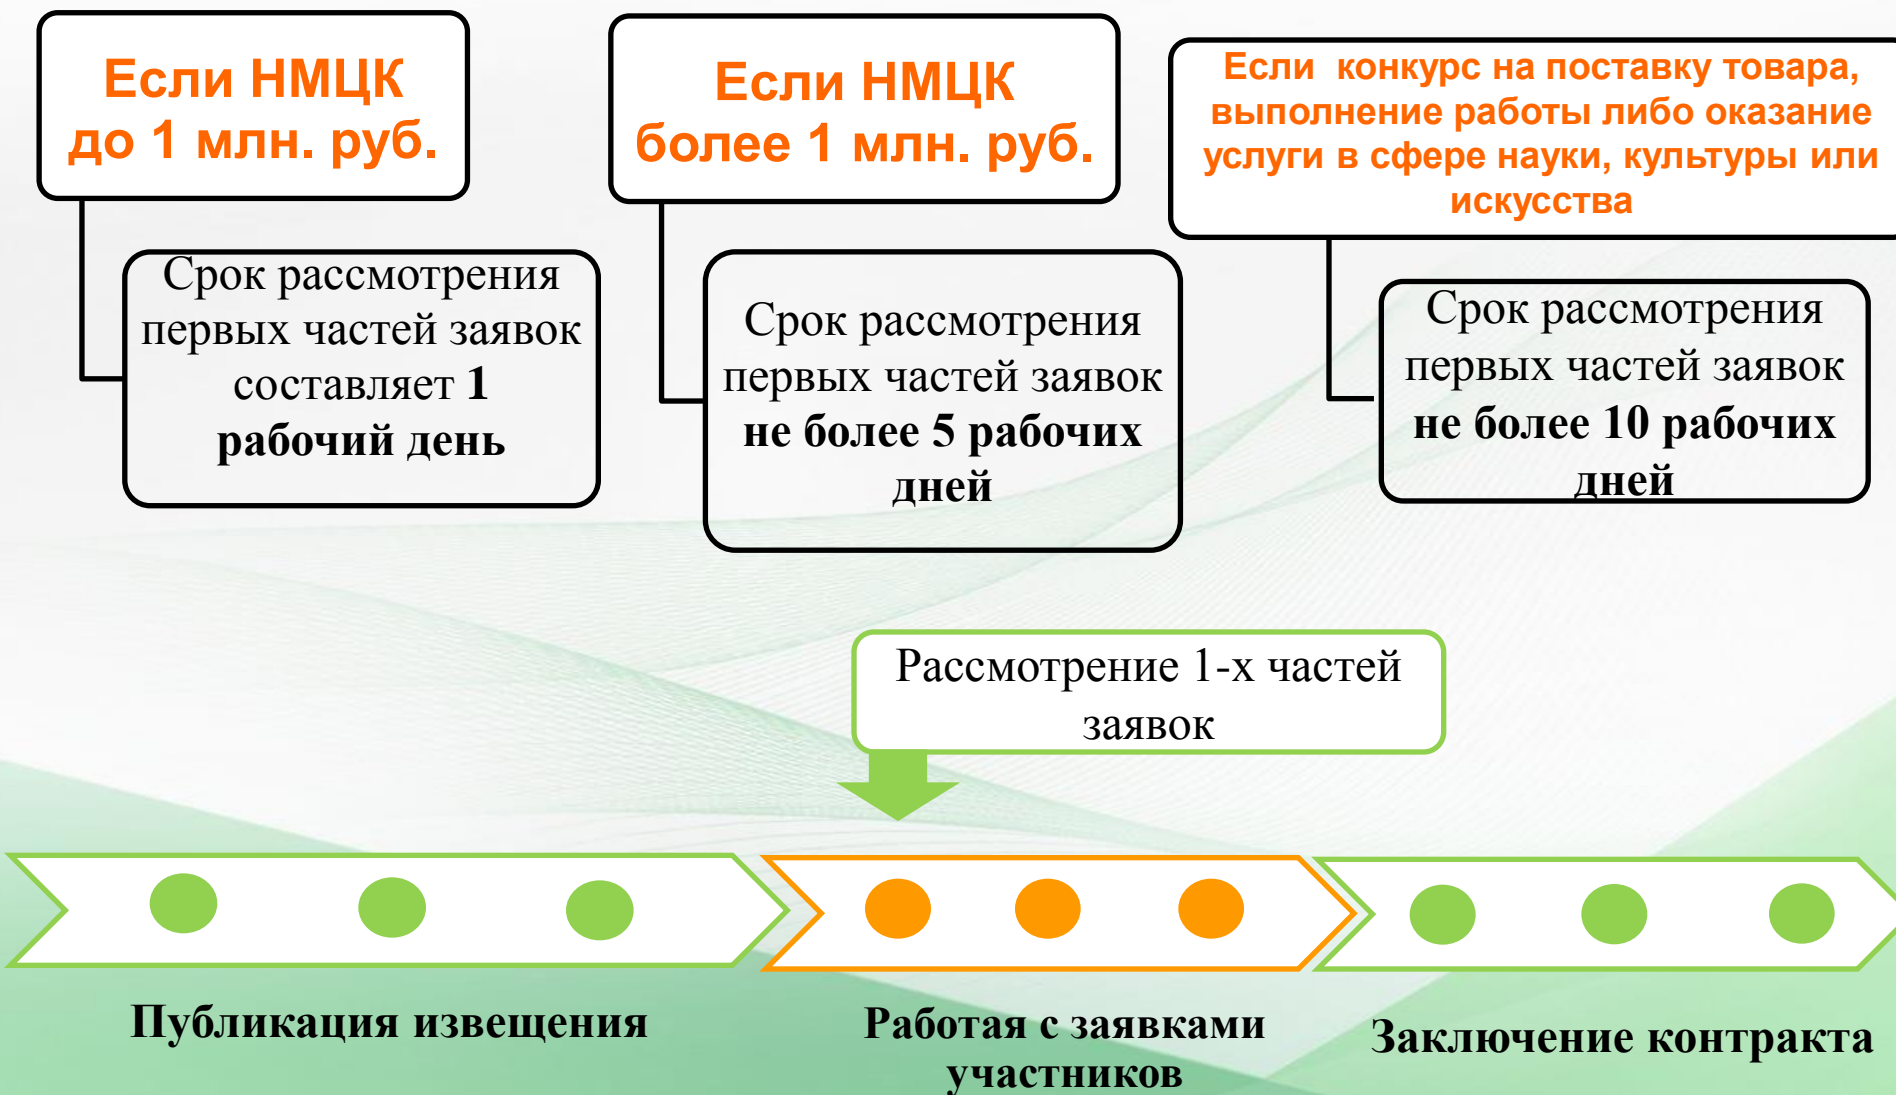 Если НМЦК
до 1 млн. руб.
Срок рассмотрения
первых частей заявок
составляет 1
рабочий день
Если НМЦК
более 1 млн. руб.
Срок рассмотрения
первых частей заявок
не более 5 рабочих
дней
Если конкурс на поставку товара,
выполнение работы либо оказание
услуги в сфере науки, культуры или
искусства
Срок рассмотрения
первых частей заявок
не более 10 рабочих
дней
Рассмотрение 1-х частей
заявок
Публикация извещения
Работая с заявками
участников
Заключение контракта